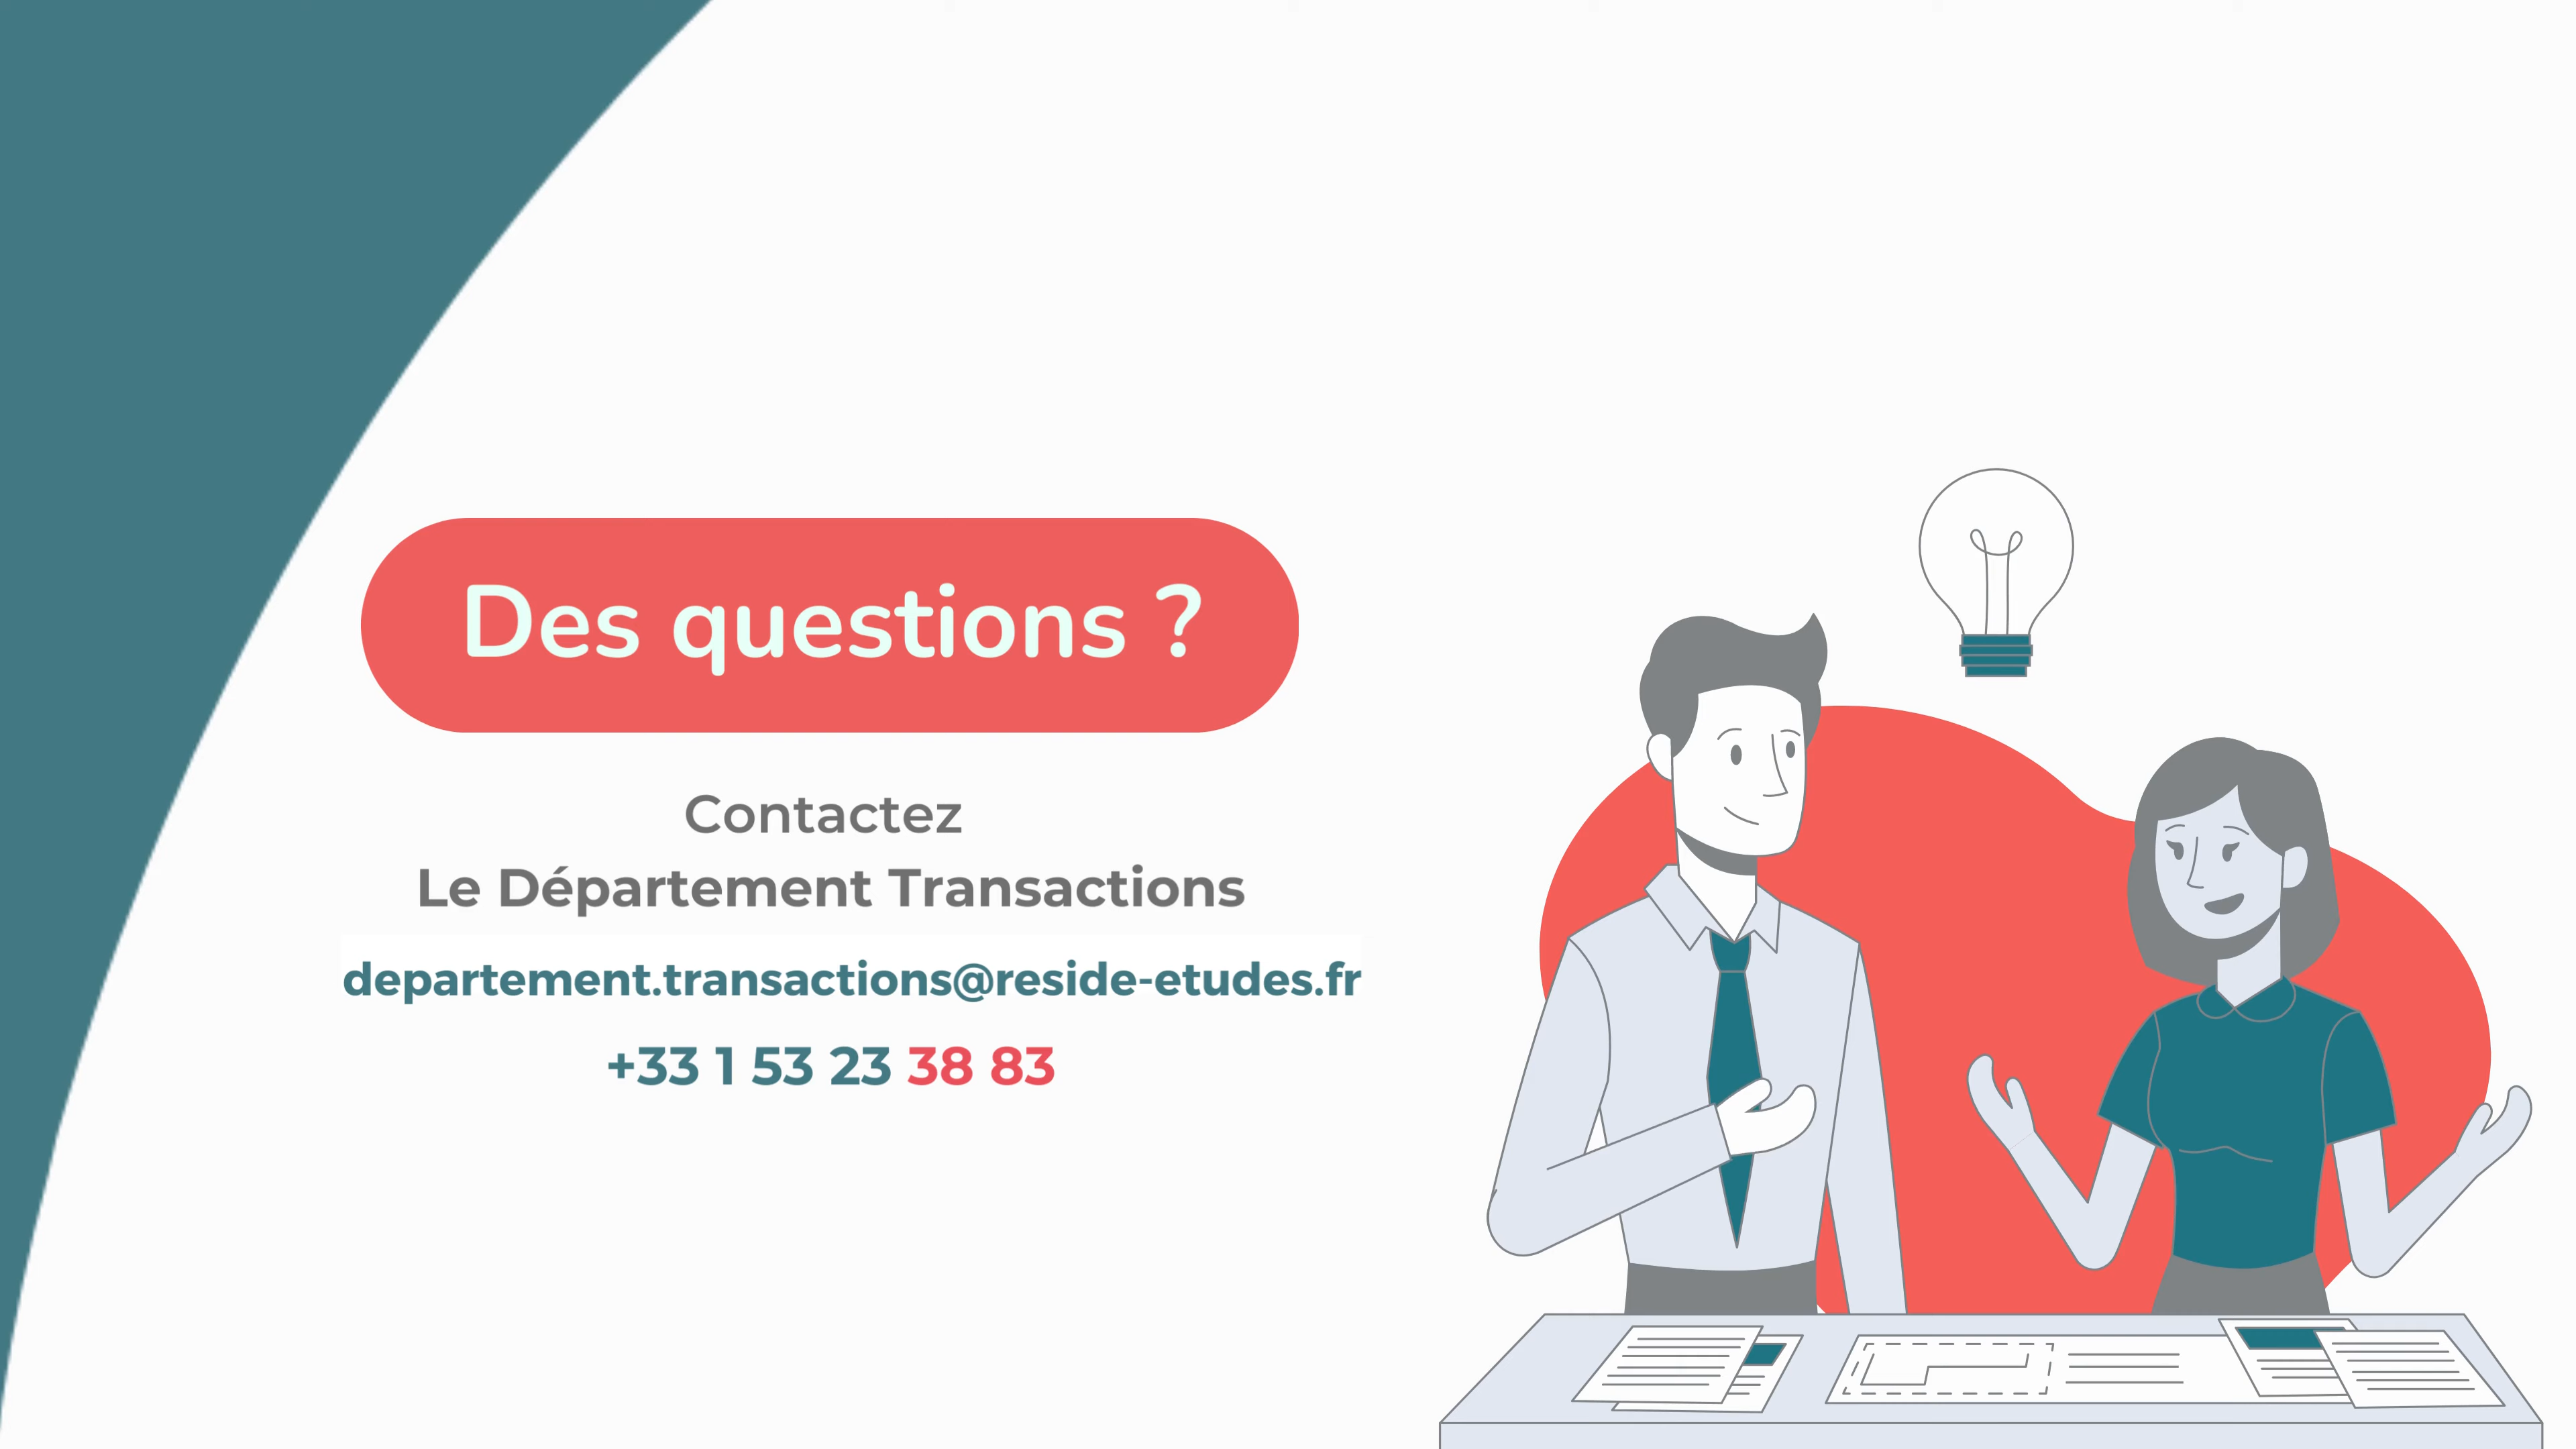 Des questions ?
Contactez
Le Département Transactions
departement.transactions@reside-etudes.fr
+33 1 53 23 38 83